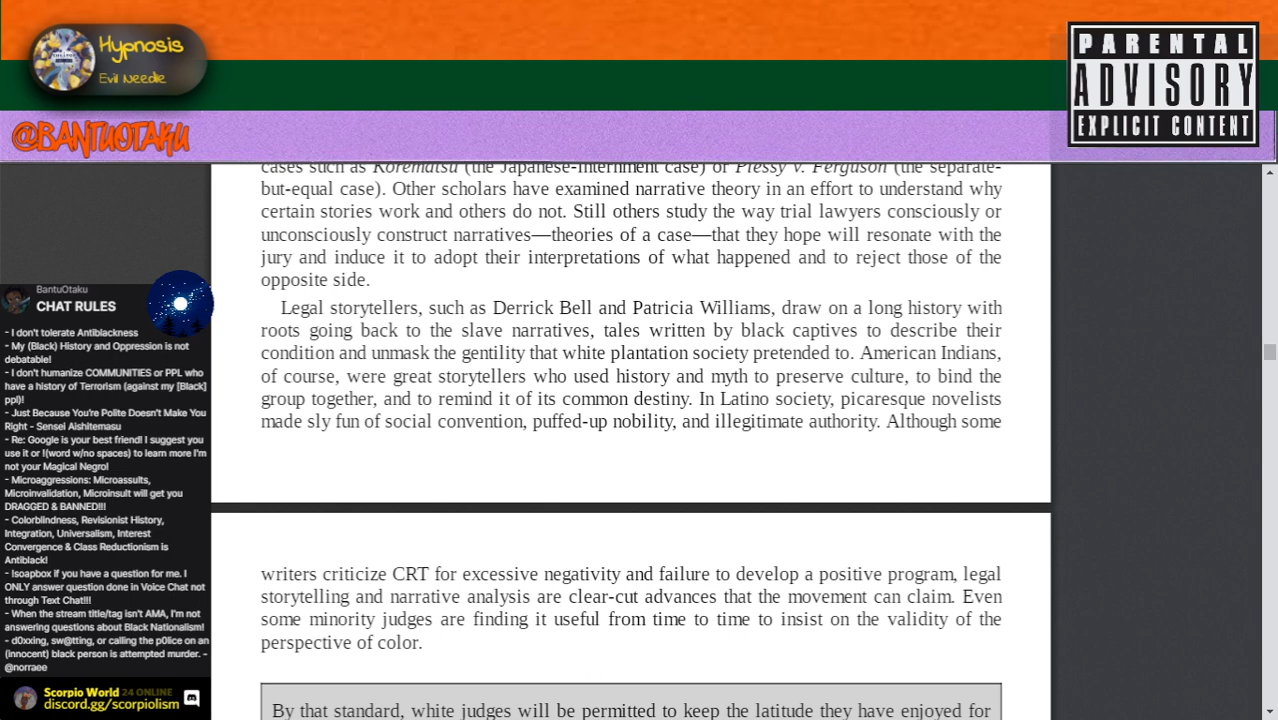 Hypnosis
Evil Needle
PARENTAL
ADVISORY
EXPLICIT CONTENT
@BANTUOTAKU
cases such as Korematsu (the Japanese-internment case) or Plessy v. Ferguson (the separate-
but-equal case). Other scholars have examined narrative theory in an effort to understand why
certain stories work and others do not. Still others study the way trial lawyers consciously or
unconsciously construct narratives—theories of a case—that they hope will resonate with the
jury and induce it to adopt their interpretations of what happened and to reject those of the
opposite side.
Legal storytellers, such as Derrick Bell and Patricia Williams, draw on a long history with
roots going back to the slave narratives, tales written by black captives to describe their
condition and unmask the gentility that white plantation society pretended to. American Indians,
of course, were great storytellers who used history and myth to preserve culture, to bind the
group together, and to remind it of its common destiny. In Latino society, picaresque novelists
made sly fun of social convention, puffed-up nobility, and illegitimate authority. Although some
writers criticize CRT for excessive negativity and failure to develop a positive program, legal
storytelling and narrative analysis are clear-cut advances that the movement can claim. Even
some minority judges are finding it useful from time to time to insist on the validity of the
perspective of color.
By that standard, white judges will be permitted to keep the latitude they have enjoyed for
BantuOtaku
CHAT RULES
- I don't tolerate Antiblackness
- My (Black) History and Oppression is not
debatable!
- I don't humanize COMMUNITIES or PPL who
have a history of Terrorism (against my [Black]
ppl)!
- Just Because You're Polite Doesn't Make You
Right - Sensei Aishitemasu
- Re: Google is your best friend! I suggest you
use it or !(word w/no spaces) to learn more I'm
not your Magical Negro!
- Microaggressions: Microassults,
Microinvalidation, Microinsult will get you
DRAGGED & BANNED!!!
- Colorblindness, Revisionist History,
Integration, Universalism, Interest
Convergence & Class Reductionism is
Antiblack!
- !soapbox if you have a question for me. I
ONLY answer question done in Voice Chat not
through Text Chat!!!
- When the stream title/tag isn't AMA, I'm not
answering questions about Black Nationalism!
- d0xxing, sw@tting, or calling the p0lice on an
(innocent) black person is attempted murder. -
@norraee
Scorpio World 24 ONLINE
discord.gg/scorpiolism